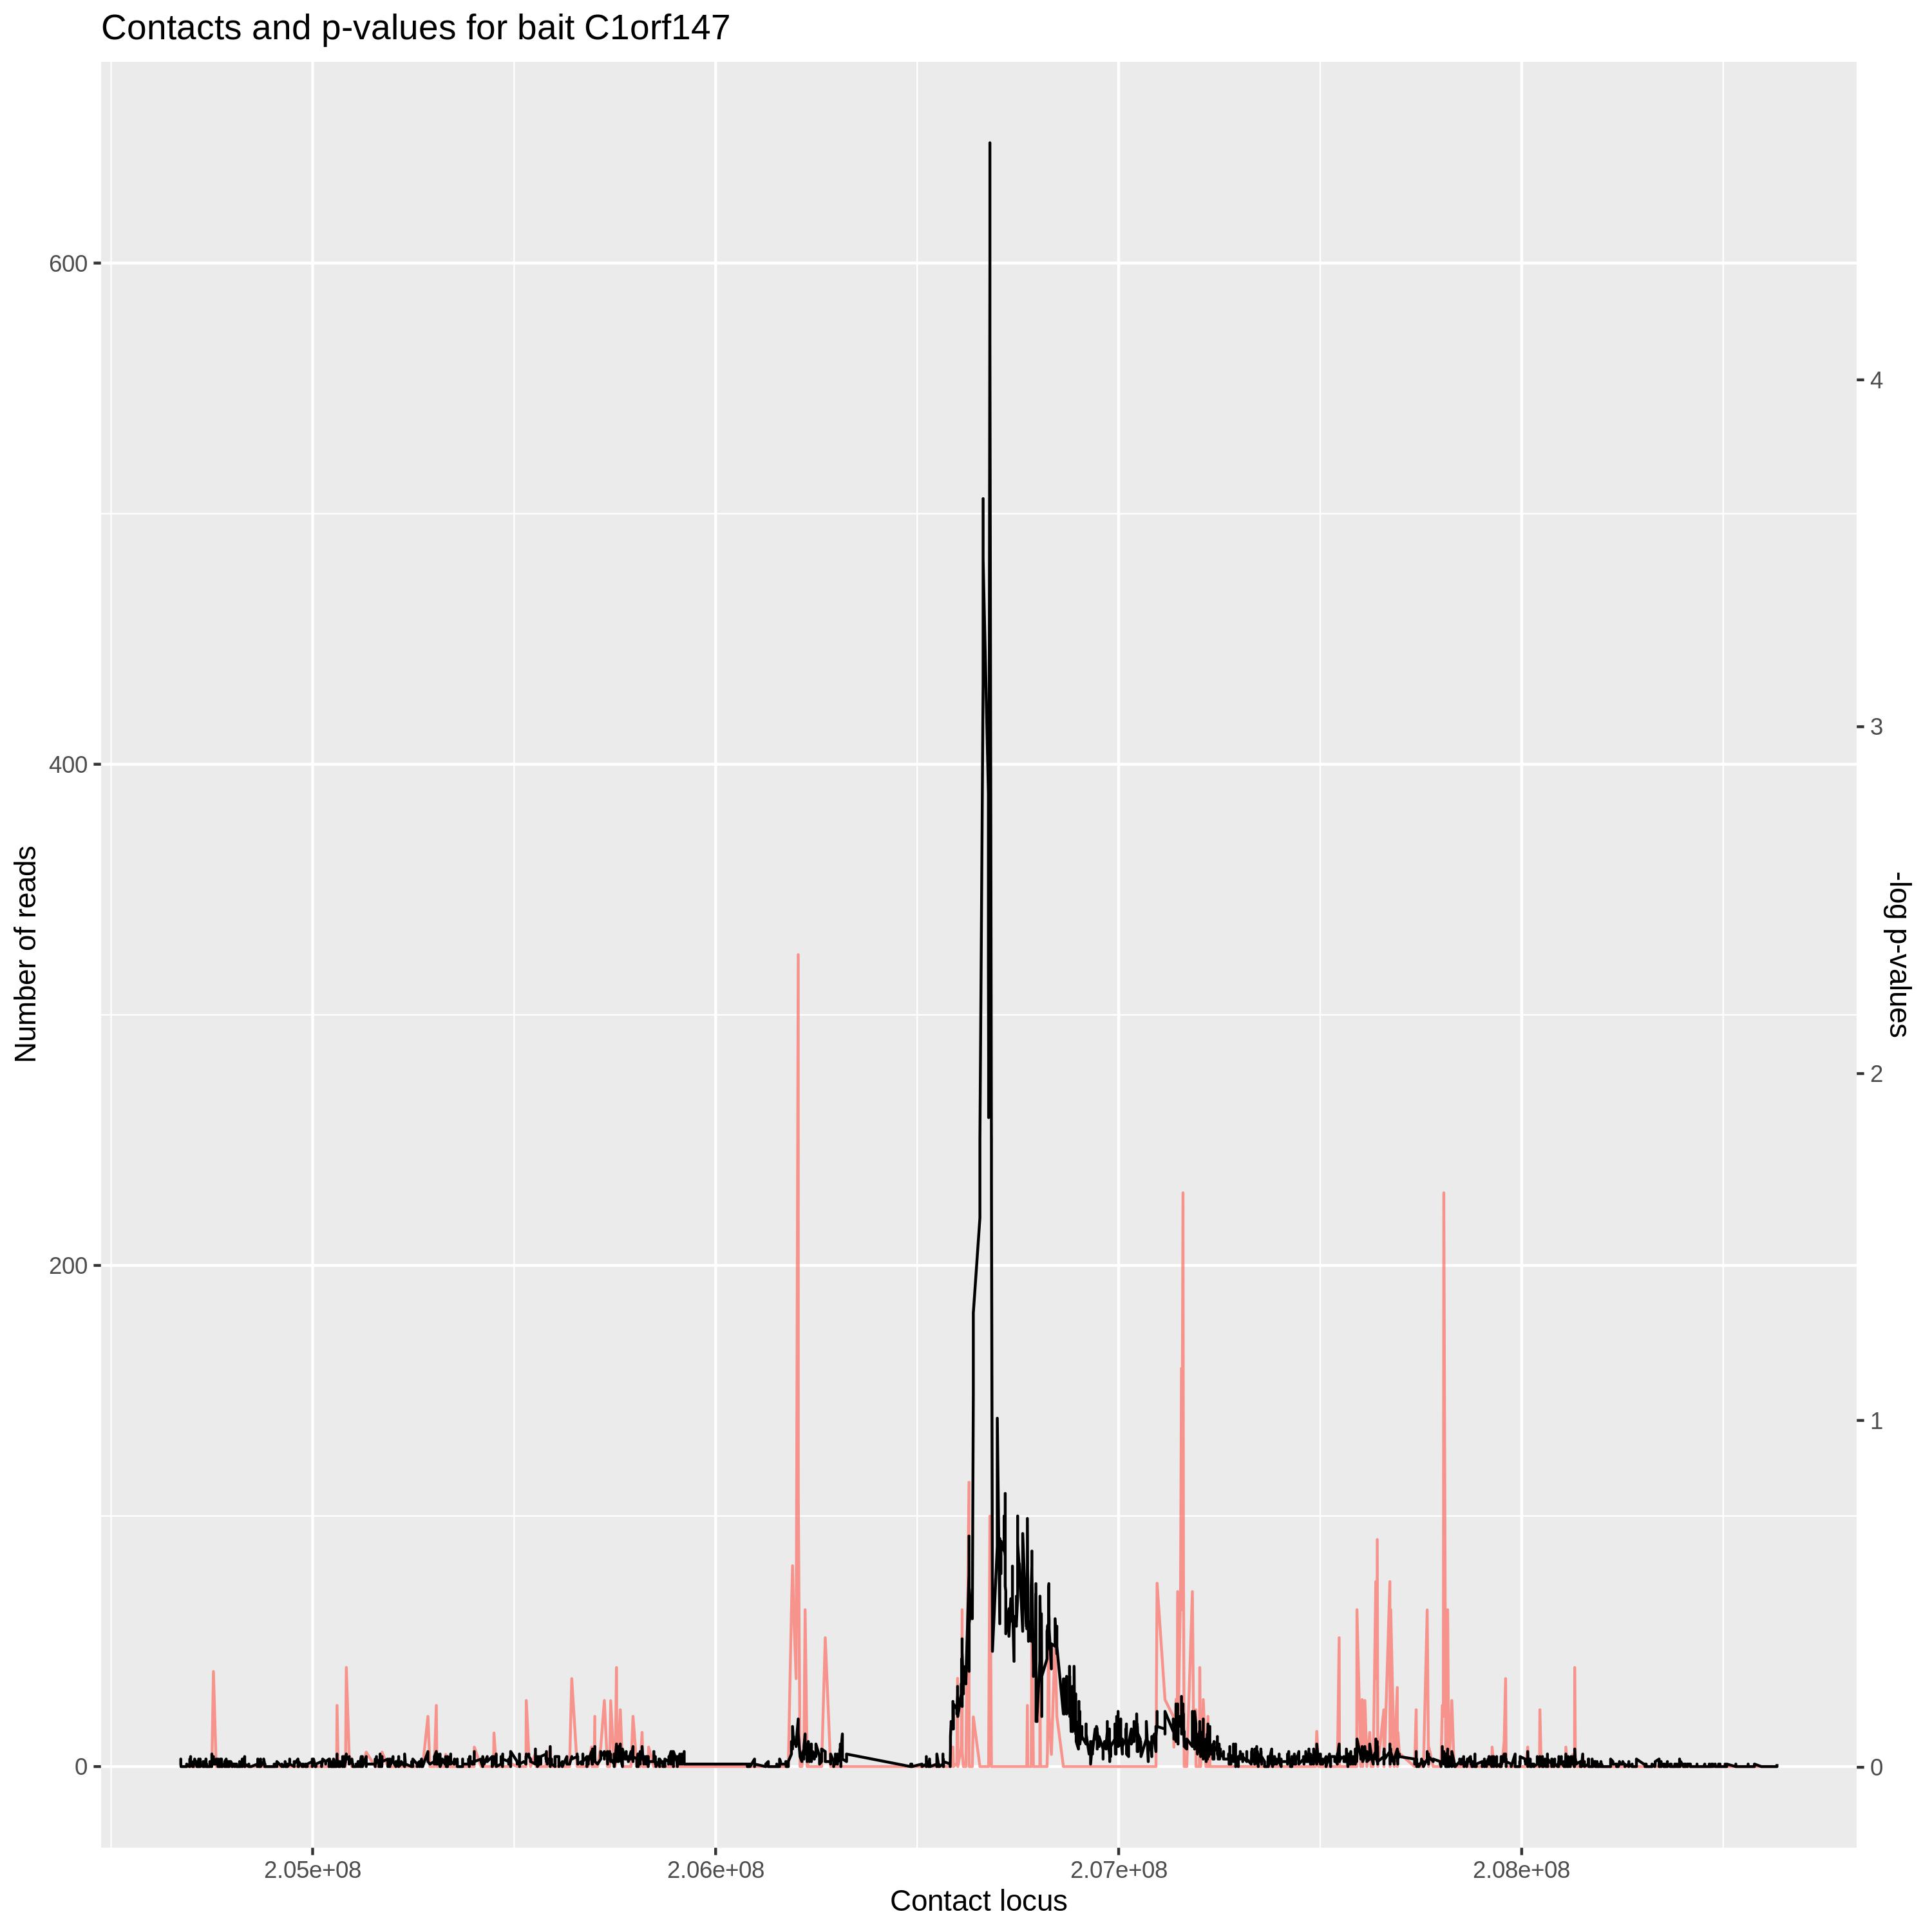 Contacts and p-values for bait C1orf147
600
400
200
0
Number of reads
4
3
2
1
0
-log p-values
2.05e+08
2.06e+08
2.07e+08
2.08e+08
Contact locus